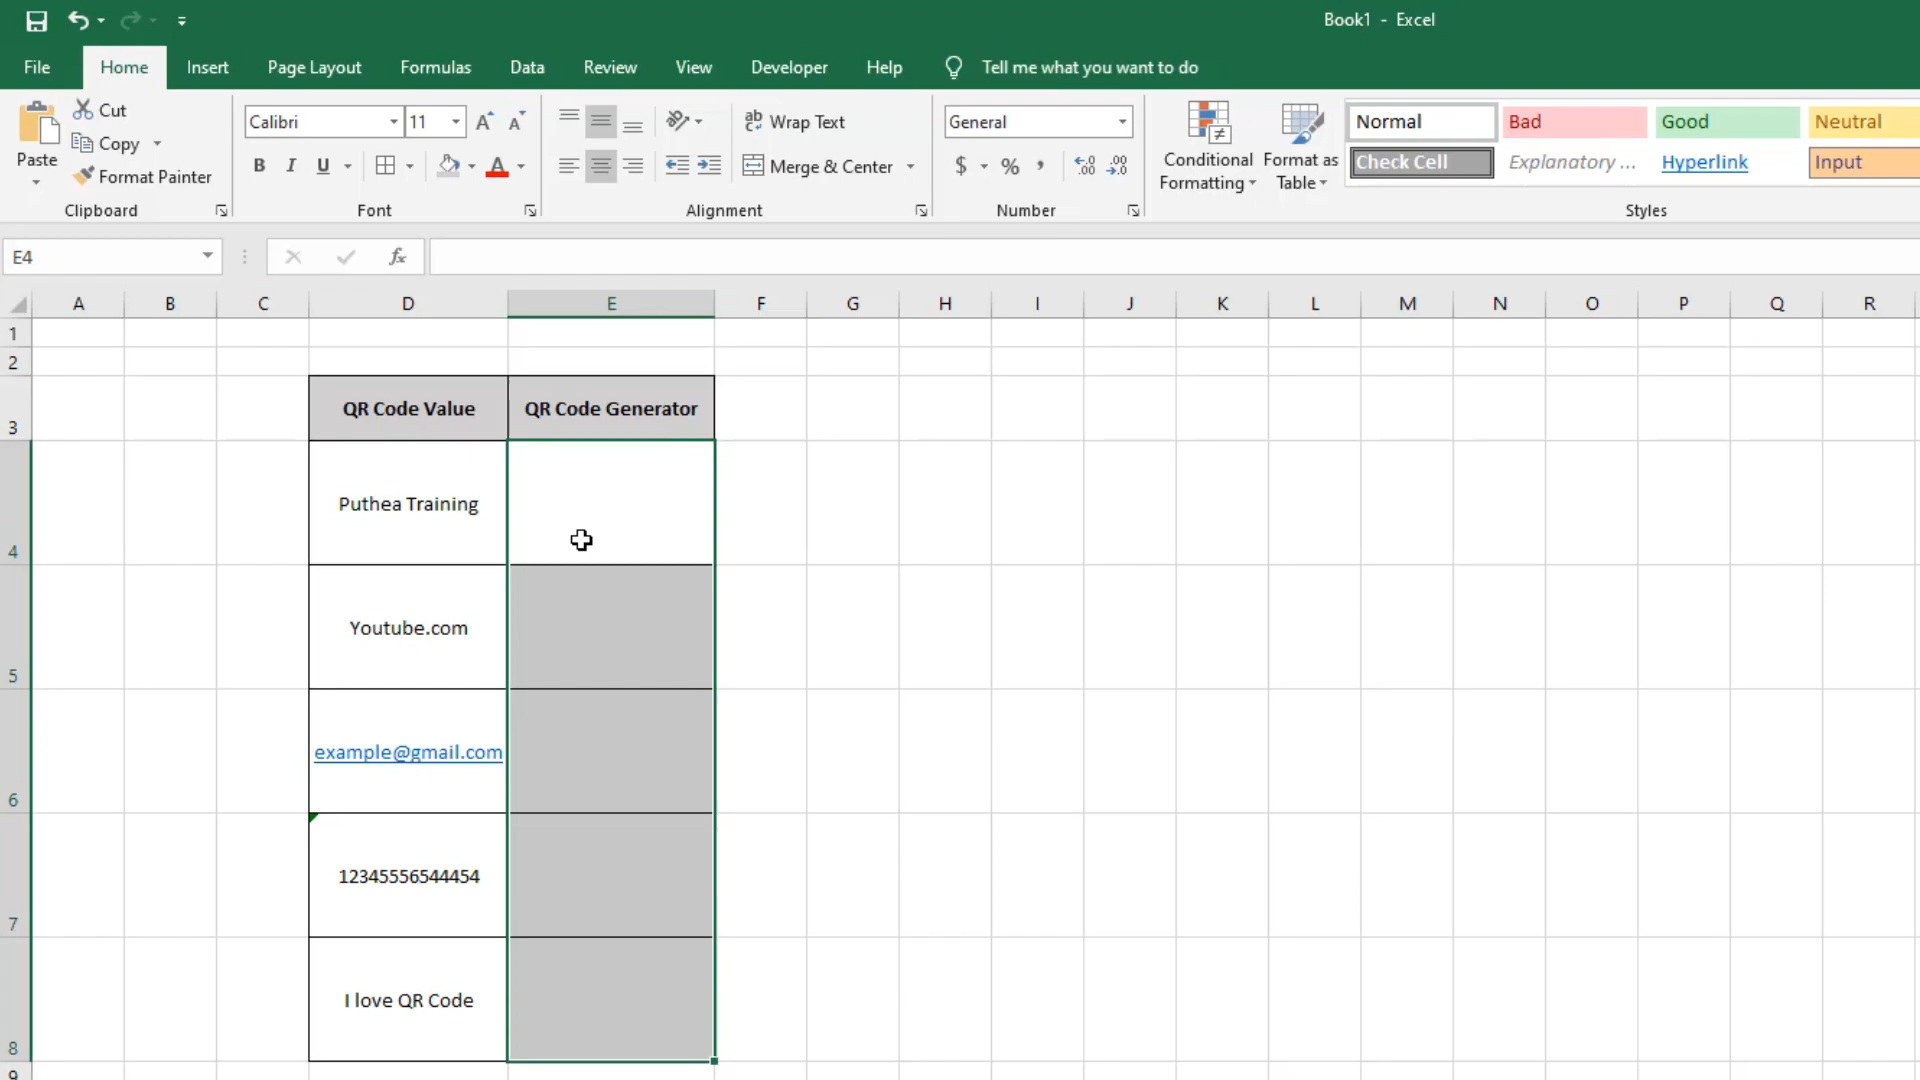 Book1 - Excel
File Home Insert Page Layout Formulas Data Review View Developer Help Tell me what you want to do
Paste
Cut
Copy
Format Painter
Clipboard
Calibri 11
B I U
Font
Wrap Text
Merge & Center
Alignment
General
$ % ,
Number
Conditional Formatting
Format as Table
Normal Bad Good Neutral
Check Cell Explanatory ... Hyperlink Input
Styles
E4 fx
A B C D E F G H I J K L M N O P Q R
1
2
3 QR Code Value QR Code Generator
4 Puthea Training
5 Youtube.com
6 example@gmail.com
7 12345556544454
8 I love QR Code
9